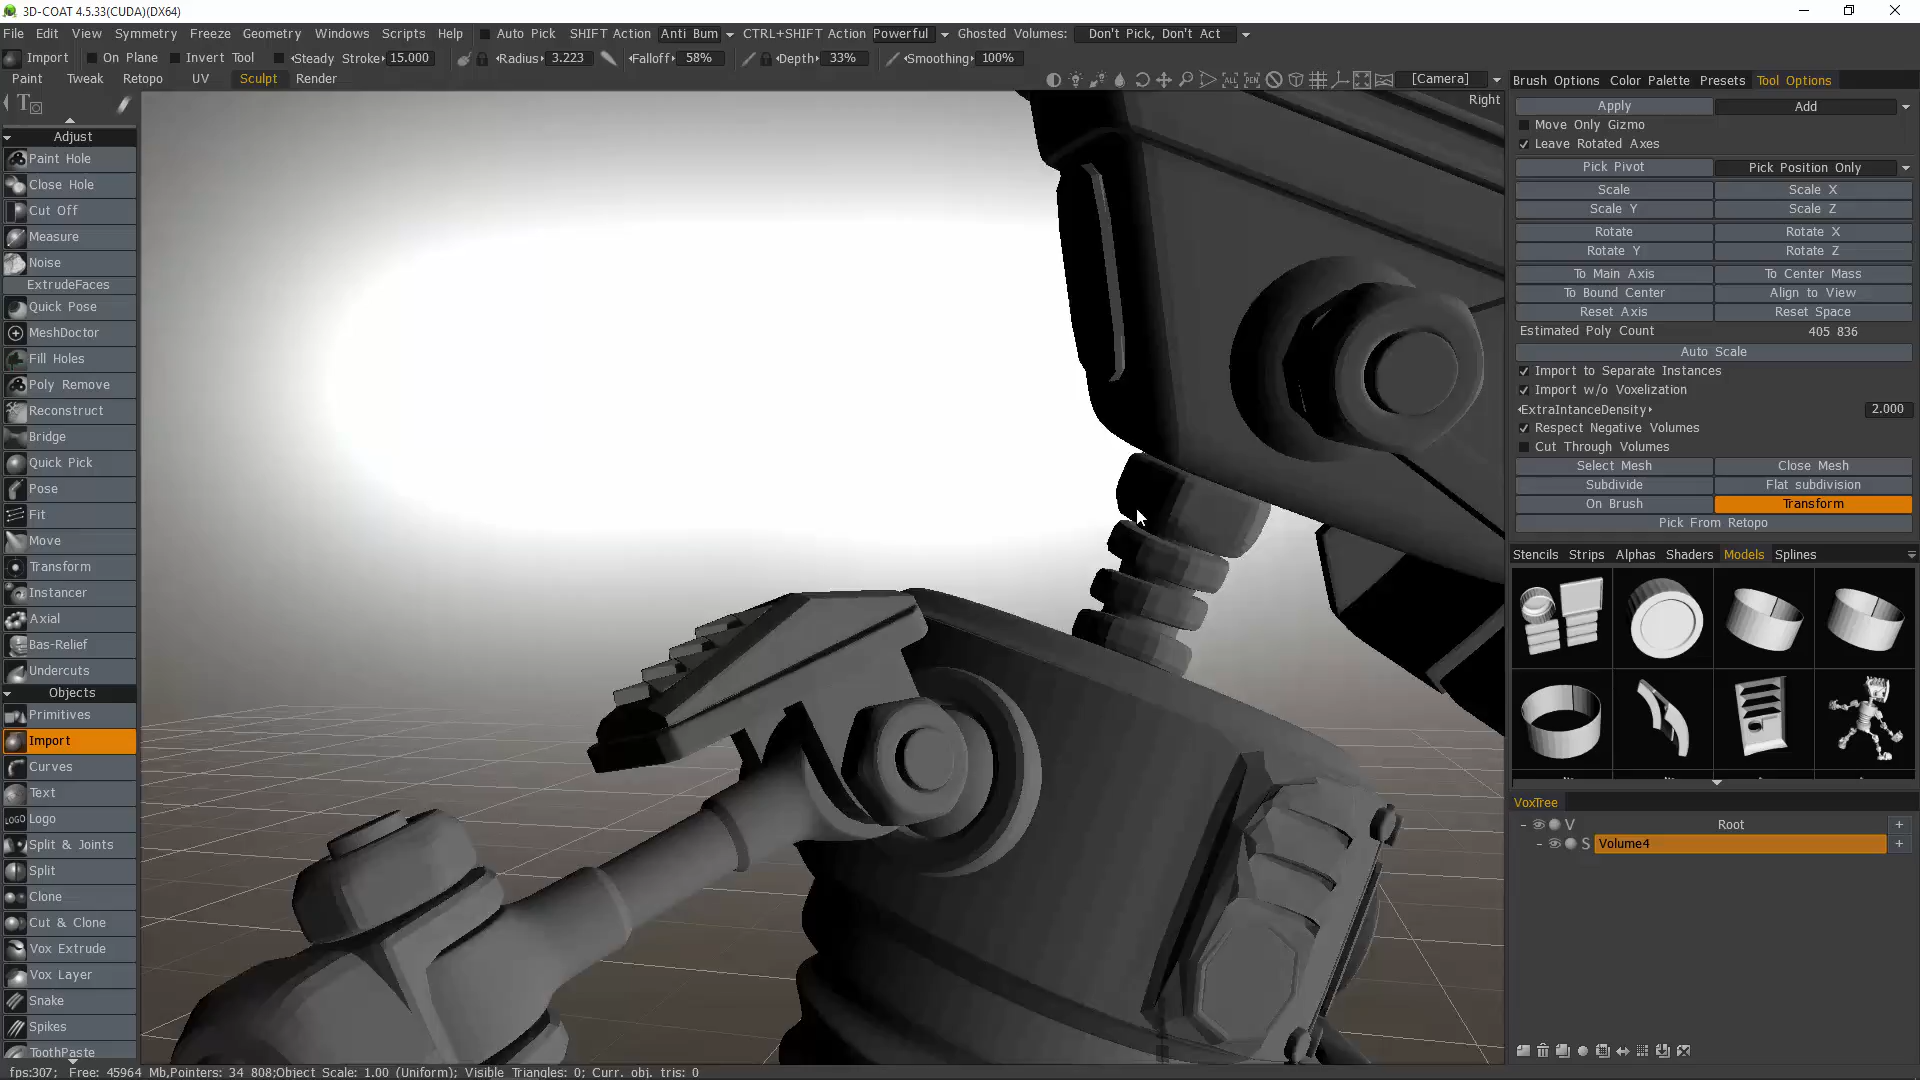 3D-COAT 4.5.33(CUDA)(DX64)
File Edit View Symmetry Freeze Geometry Windows Scripts Help Auto Pick SHIFT Action Anti Bum CTRL+SHIFT Action Powerful Ghosted Volumes: Don't Pick, Don't Act
Import On Plane Invert Tool Steady Stroke 15.000 Radius 3.223 Falloff 58% Depth 33% Smoothing 100%
Paint Tweak Retopo UV Sculpt Render ALL PEN [Camera] Brush Options Color Palette Presets Tool Options
T
Right
Adjust
Paint Hole
Close Hole
Cut Off
Measure
Noise
ExtrudeFaces
Quick Pose
MeshDoctor
Fill Holes
Poly Remove
Reconstruct
Bridge
Quick Pick
Pose
Fit
Move
Transform
Instancer
Axial
Bas-Relief
Undercuts
Objects
Primitives
Import
Curves
Text
LOGO Logo
Split & Joints
Split
Clone
Cut & Clone
Vox Extrude
Vox Layer
Snake
Spikes
ToothPaste
Apply Add
Move Only Gizmo
Leave Rotated Axes
Pick Pivot Pick Position Only
Scale Scale X
Scale Y Scale Z
Rotate Rotate X
Rotate Y Rotate Z
To Main Axis To Center Mass
To Bound Center Align to View
Reset Axis Reset Space
Estimated Poly Count 405 836
Auto Scale
Import to Separate Instances
Import w/o Voxelization
ExtraIntanceDensity 2.000
Respect Negative Volumes
Cut Through Volumes
Select Mesh Close Mesh
Subdivide Flat subdivision
On Brush Transform
Pick From Retopo
Stencils Strips Alphas Shaders Models Splines
VoxTree
V Root +
S Volume4 +
fps:307; Free: 45964 Mb,Pointers: 34 808;Object Scale: 1.00 (Uniform); Visible Triangles: 0; Curr. obj. tris: 0